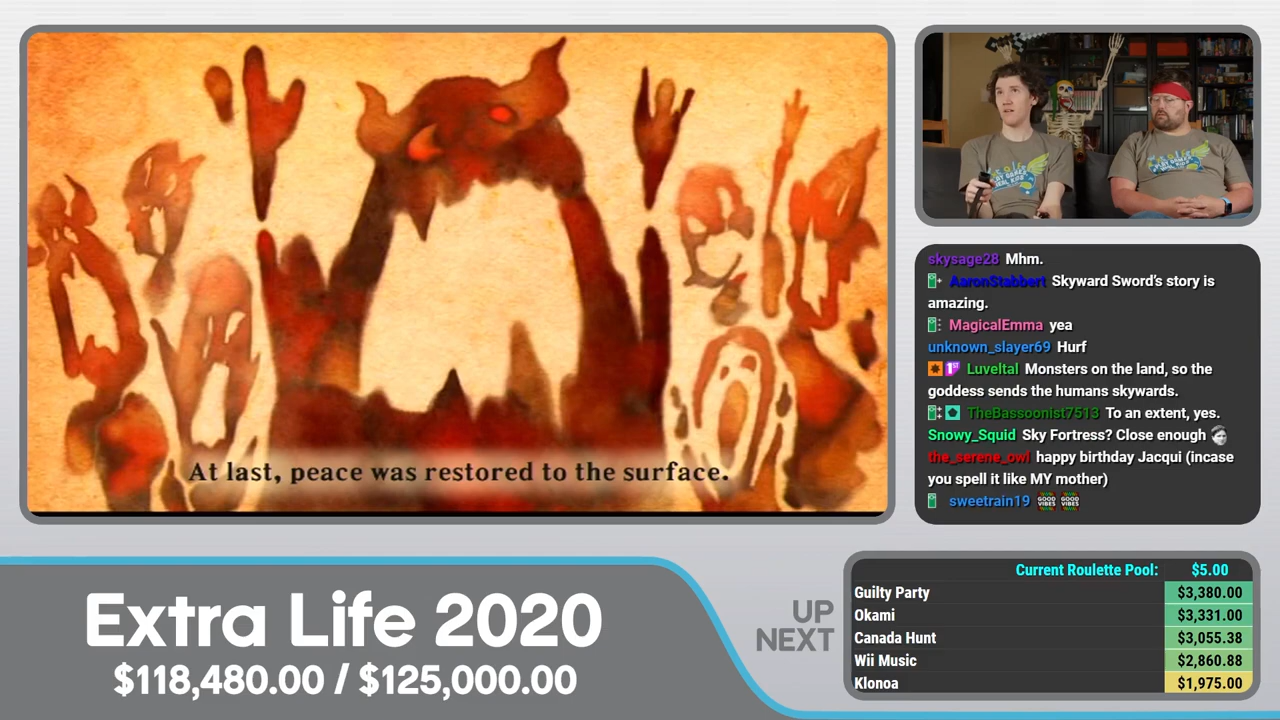 At last, peace was restored to the surface.
skysage28 Mhm.
AaronStabbert Skyward Sword's story is
amazing.
MagicalEmma yea
unknown_slayer69 Hurf
Luveltal Monsters on the land, so the
goddess sends the humans skywards.
TheBassoonist7513 To an extent, yes.
Snowy_Squid Sky Fortress? Close enough
the_serene_owl happy birthday Jacqui (incase
you spell it like MY mother)
sweetrain19 GOOD VIBES GOOD VIBES
Extra Life 2020
$118,480.00 / $125,000.00
UP
NEXT
Current Roulette Pool: $5.00
Guilty Party $3,380.00
Okami $3,331.00
Canada Hunt $3,055.38
Wii Music $2,860.88
Klonoa $1,975.00